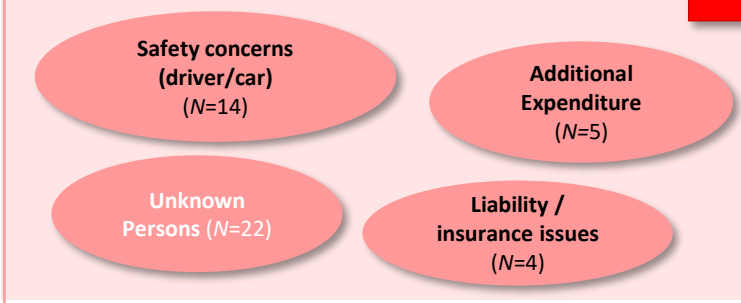 Safety concerns
(driver/car)
(N=14)
Additional
Expenditure
(N=5)
Unknown
Persons (N=22)
Liability /
insurance issues
(N=4)